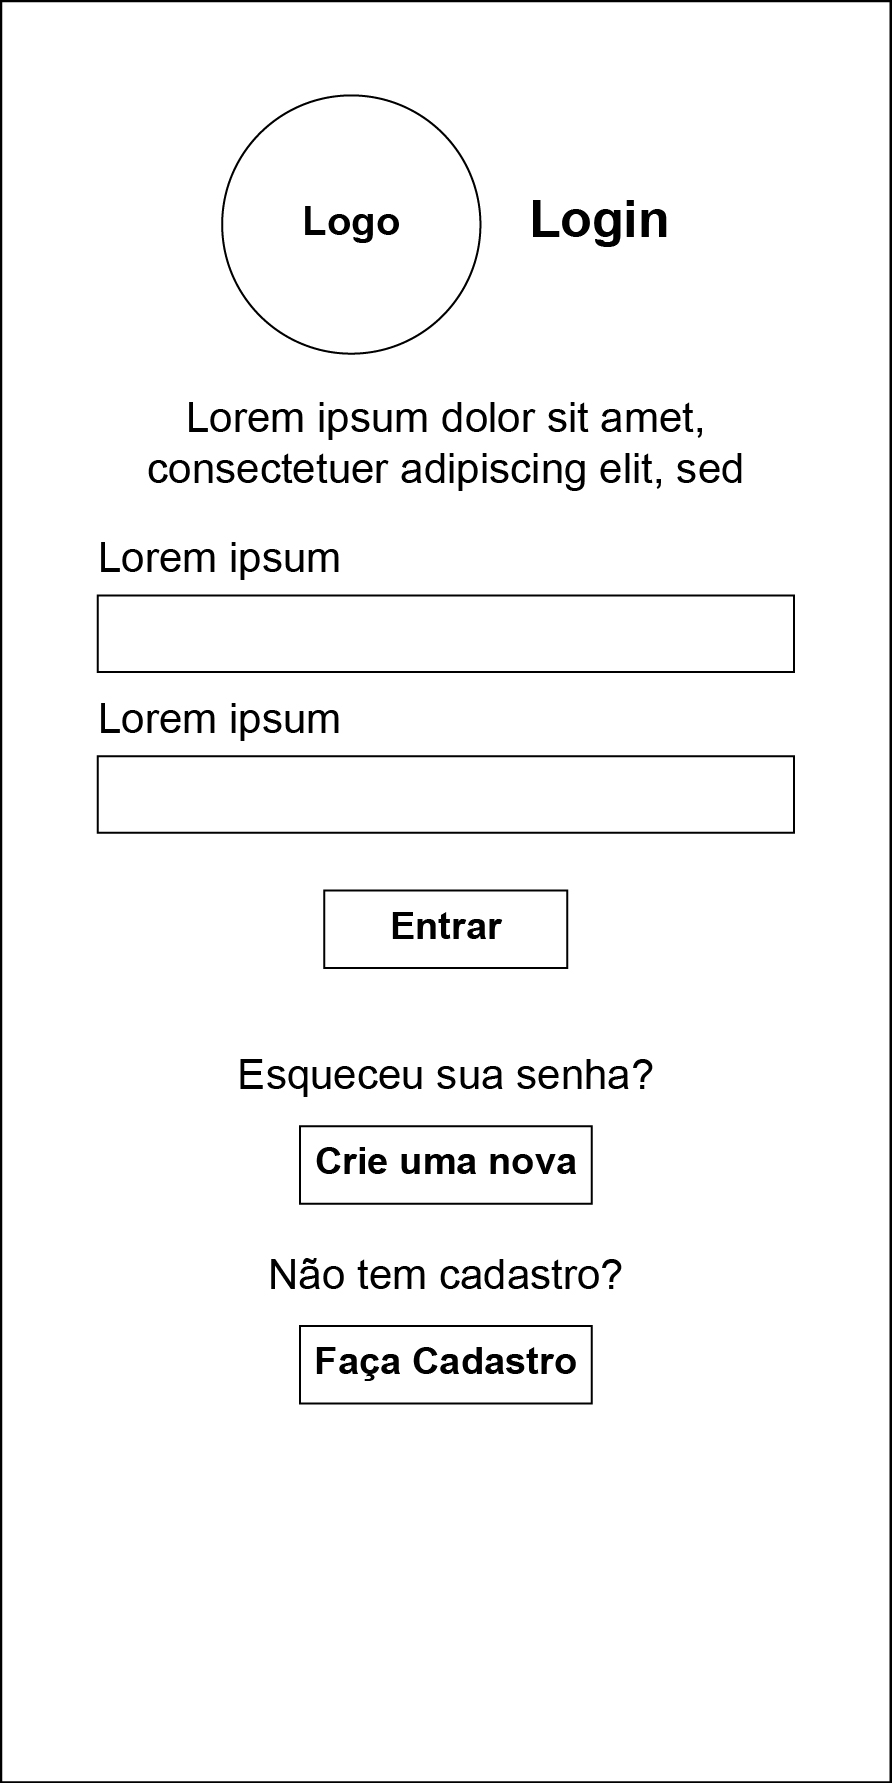 Logo
Login
Lorem ipsum dolor sit amet,
consectetuer adipiscing elit, sed
Lorem ipsum
Lorem ipsum
Entrar
Esqueceu sua senha?
Crie uma nova
Não tem cadastro?
Faça Cadastro